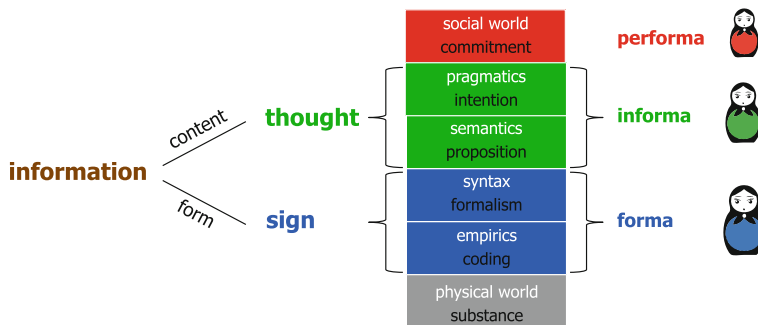 social world
commitment
performa
pragmatics
intention
content
thought
informa
semantics
proposition
information
syntax
formalism
form
sign
forma
empirics
coding
physical world
substance